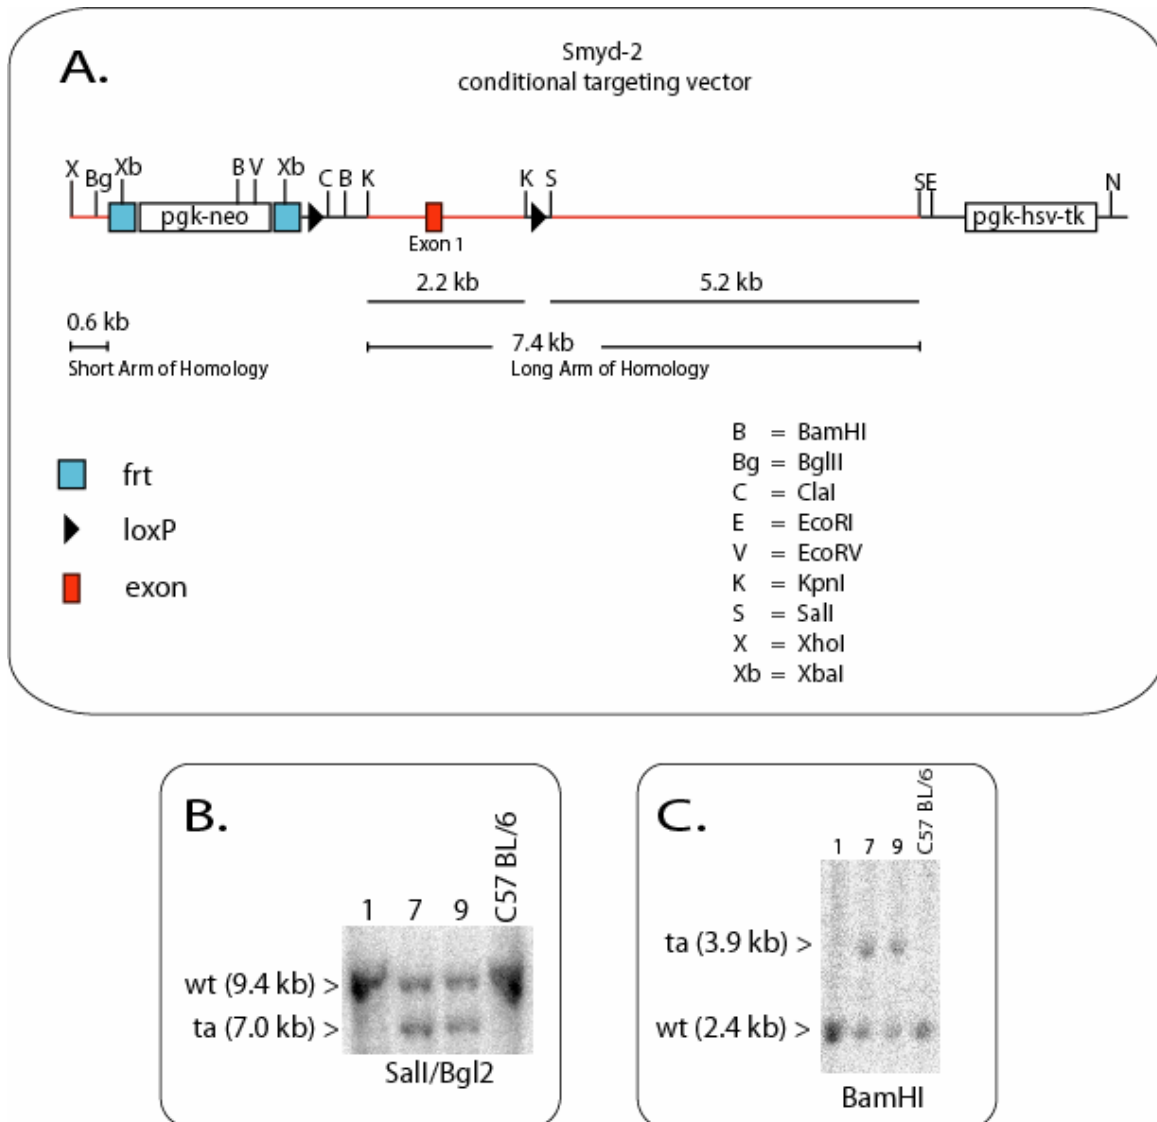 A.
Smyd-2
conditional targeting vector
X Bg Xb B V Xb C B K K S S E N
pgk-neo
pgk-hsv-tk
Exon 1
2.2 kb
5.2 kb
0.6 kb
7.4 kb
Short Arm of Homology
Long Arm of Homology
B = BamHI
Bg = BglII
C = ClaI
E = EcoRI
V = EcoRV
K = KpnI
S = SalI
X = XhoI
Xb = XbaI
frt
loxP
exon
B.
1 7 9 C57 BL/6
wt (9.4 kb) >
ta (7.0 kb) >
SalI/Bgl2
C.
1 7 9 C57 BL/6
ta (3.9 kb) >
wt (2.4 kb) >
BamHI